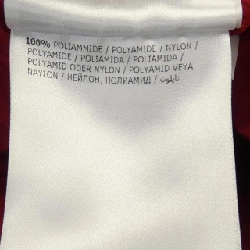 100% POLIAMMIDE / POLYAMIDE / NYLON /
POLYAMIDE / POLIAMIDA / POLIAMIDA /
POLYAMID ODER NYLON / POLYAMID VEYA
NAYLON / НЕЙЛОН, ПОЛИАМИД / نايلون